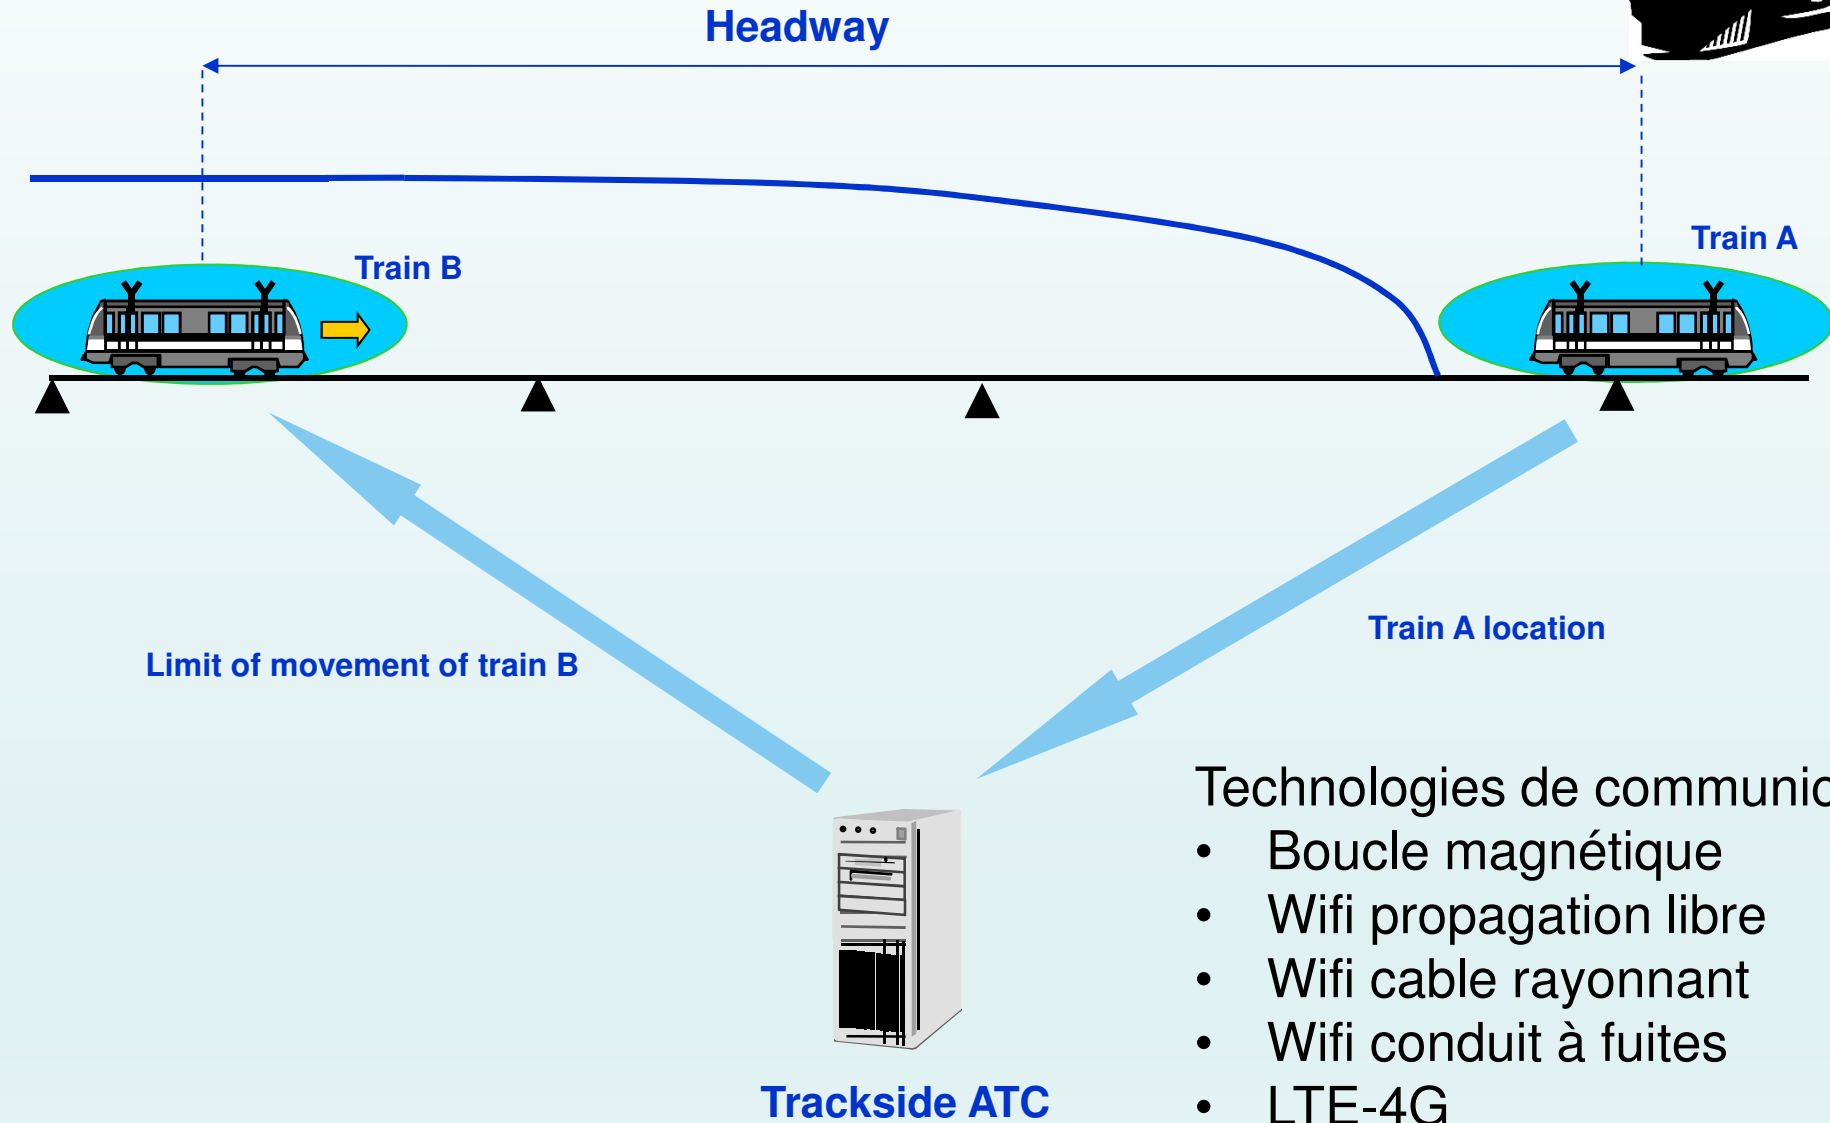 Headway
Train A
Train B
Train A location
Limit of movement of train B
Technologies de communic
• Boucle magnétique
• Wifi propagation libre
• Wifi cable rayonnant
• Wifi conduit à fuites
• LTE-4G
Trackside ATC